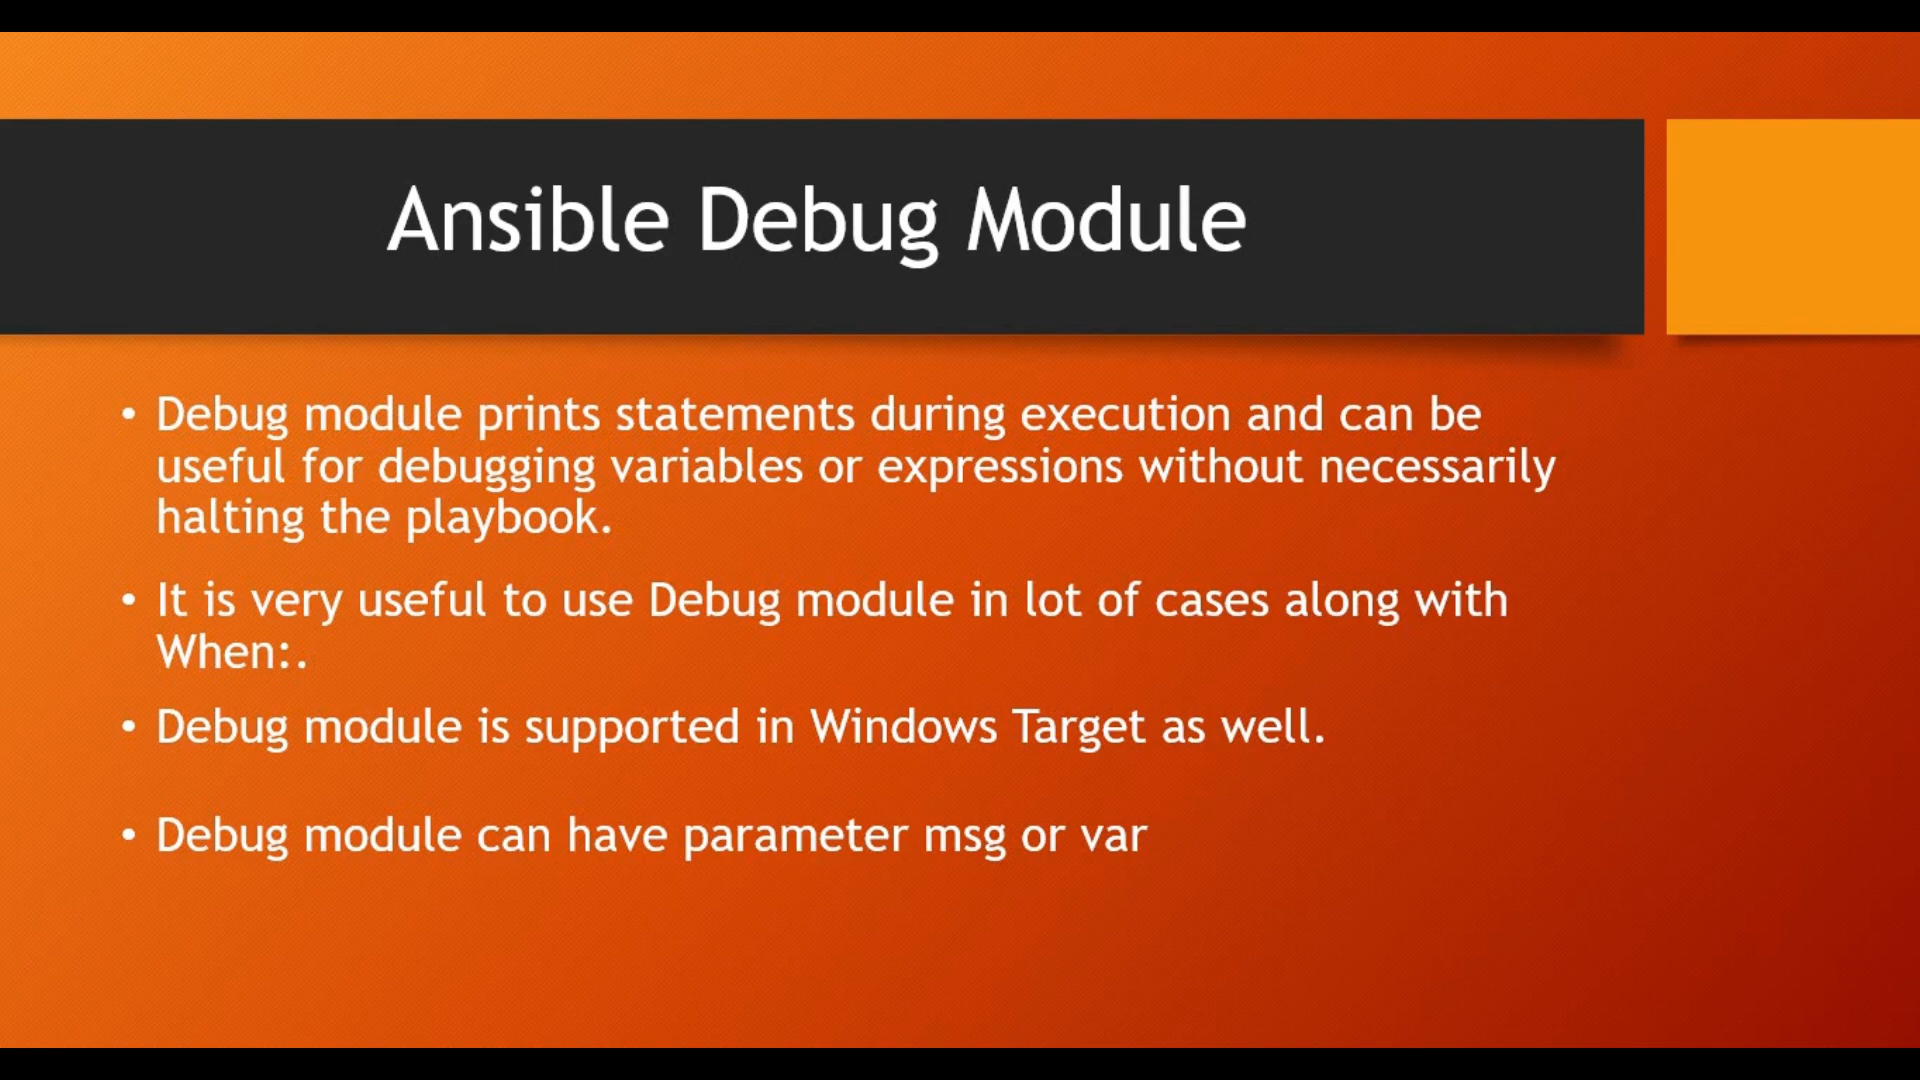 Ansible Debug Module
• Debug module prints statements during execution and can be
useful for debugging variables or expressions without necessarily
halting the playbook.
• It is very useful to use Debug module in lot of cases along with
When:.
• Debug module is supported in Windows Target as well.
• Debug module can have parameter msg or var